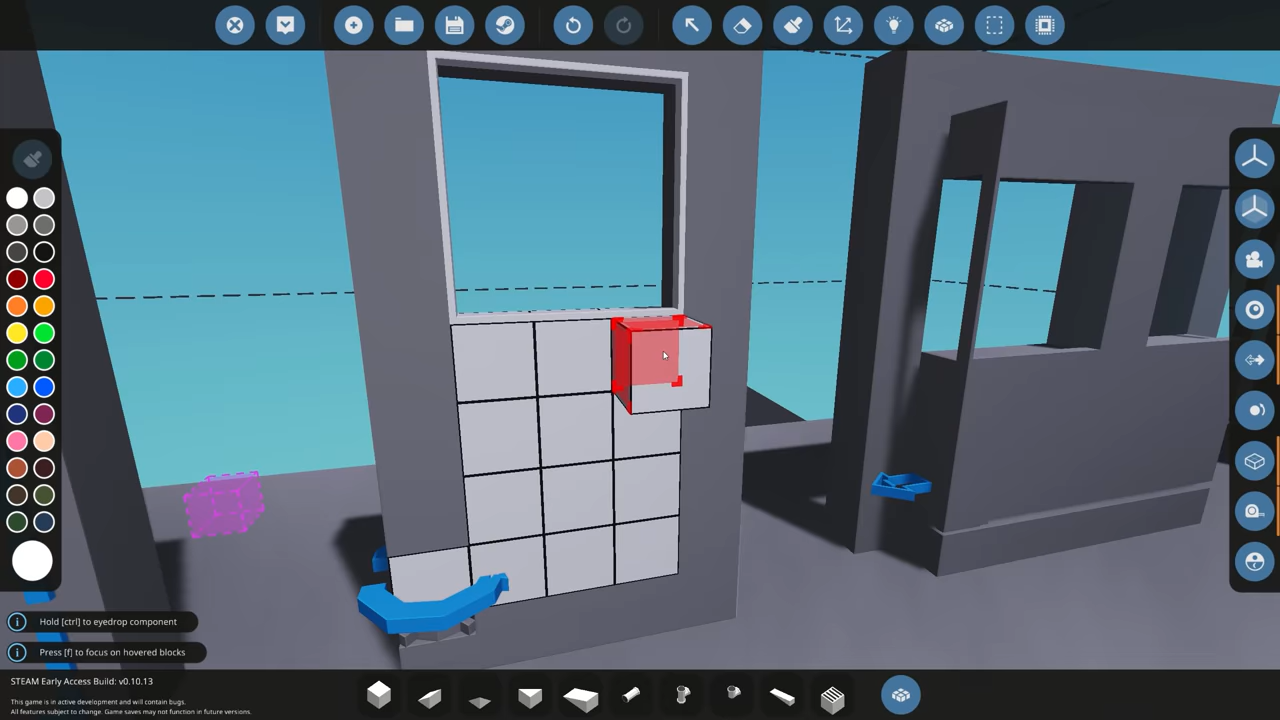 Hold [ctrl] to eyedrop component
Press [f] to focus on hovered blocks
STEAM Early Access Build: v0.10.13
This game is in active development and will contain bugs.
All features subject to change. Game saves may not function in future versions.